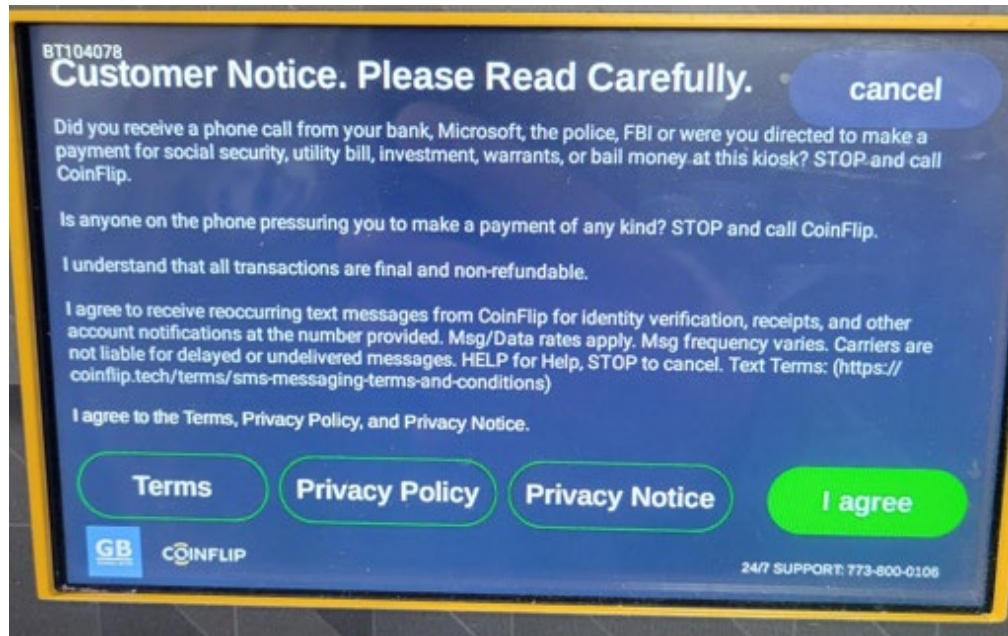 BT104078
Customer Notice. Please Read Carefully.
cancel
Did you receive a phone call from your bank, Microsoft, the police, FBI or were you directed to make a
payment for social security, utility bill, investment, warrants, or bail money at this kiosk? STOP and call
CoinFlip.
Is anyone on the phone pressuring you to make a payment of any kind? STOP and call CoinFlip.
I understand that all transactions are final and non-refundable.
I agree to receive reoccurring text messages from CoinFlip for identity verification, receipts, and other
account notifications at the number provided. Msg/Data rates apply. Msg frequency varies. Carriers are
not liable for delayed or undelivered messages. HELP for Help, STOP to cancel. Text Terms: (https://
coinflip.tech/terms/sms-messaging-terms-and-conditions)
I agree to the Terms, Privacy Policy, and Privacy Notice.
Terms
Privacy Policy
Privacy Notice
I agree
GB
COINFLIP
24/7 SUPPORT: 773-800-0106